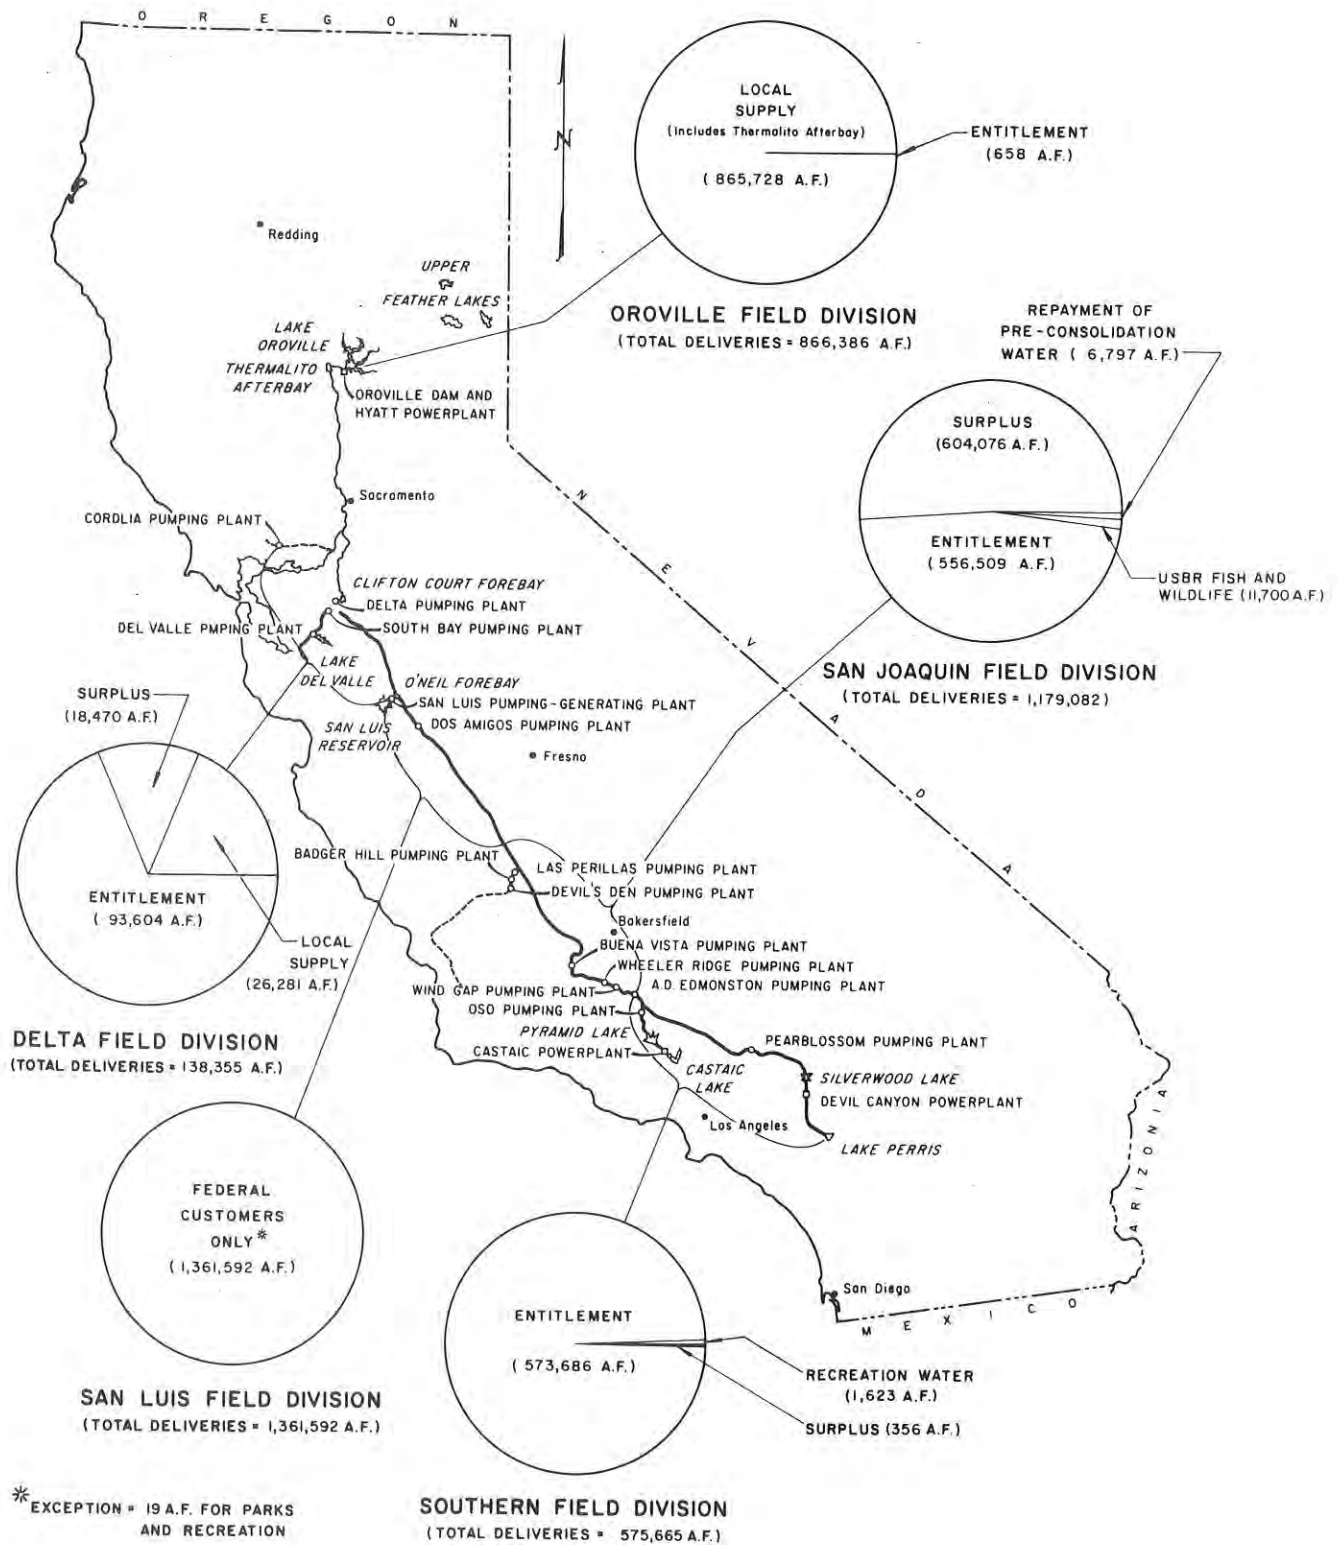 O R E G O N
N
LOCAL
SUPPLY
(Includes Thermalito Afterbay)
( 865,728 A.F.)
ENTITLEMENT
(658 A.F.)
OROVILLE FIELD DIVISION
(TOTAL DELIVERIES = 866,386 A.F.)
Redding
UPPER
FEATHER LAKES
LAKE
OROVILLE
THERMALITO
AFTERBAY
OROVILLE DAM AND
HYATT POWERPLANT
REPAYMENT OF
PRE-CONSOLIDATION
WATER ( 6,797 A.F.)
SURPLUS
(604,076 A.F.)
ENTITLEMENT
(556,509 A.F.)
USBR FISH AND
WILDLIFE (11,700 A.F.)
SAN JOAQUIN FIELD DIVISION
(TOTAL DELIVERIES = 1,179,082)
N E V A D A
Sacramento
CORDLIA PUMPING PLANT
CLIFTON COURT FOREBAY
DELTA PUMPING PLANT
DEL VALLE PMPING PLANT
SOUTH BAY PUMPING PLANT
LAKE
DEL VALLE
O'NEIL FOREBAY
SAN LUIS PUMPING-GENERATING PLANT
SAN LUIS
RESERVOIR
DOS AMIGOS PUMPING PLANT
Fresno
SURPLUS
(18,470 A.F.)
ENTITLEMENT
( 93,604 A.F.)
LOCAL
SUPPLY
(26,281 A.F.)
DELTA FIELD DIVISION
(TOTAL DELIVERIES = 138,355 A.F.)
BADGER HILL PUMPING PLANT
LAS PERILLAS PUMPING PLANT
DEVIL'S DEN PUMPING PLANT
Bakersfield
BUENA VISTA PUMPING PLANT
WHEELER RIDGE PUMPING PLANT
WIND GAP PUMPING PLANT
A.D. EDMONSTON PUMPING PLANT
OSO PUMPING PLANT
PYRAMID LAKE
CASTAIC POWERPLANT
CASTAIC
LAKE
PEARBLOSSOM PUMPING PLANT
SILVERWOOD LAKE
DEVIL CANYON POWERPLANT
Los Angeles
LAKE PERRIS
ARIZONIA
San Diego
M E X I C O
FEDERAL
CUSTOMERS
ONLY *
( 1,361,592 A.F.)
SAN LUIS FIELD DIVISION
(TOTAL DELIVERIES = 1,361,592 A.F.)
ENTITLEMENT
( 573,686 A.F.)
RECREATION WATER
(1,623 A.F.)
SURPLUS (356 A.F.)
SOUTHERN FIELD DIVISION
(TOTAL DELIVERIES = 575,665 A.F.)
* EXCEPTION = 19 A.F. FOR PARKS
AND RECREATION